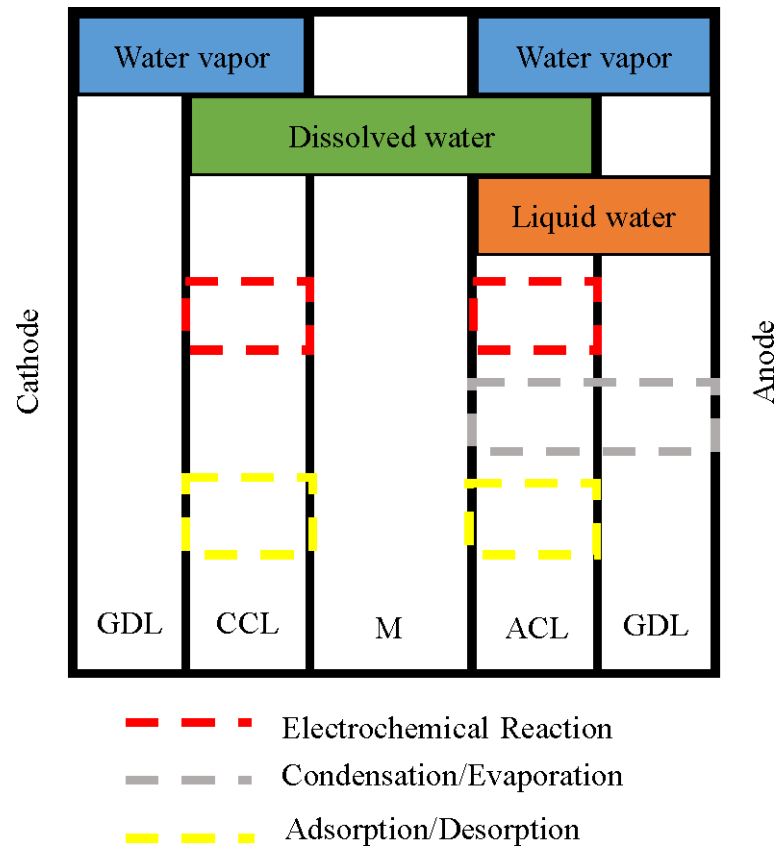 Water vapor
Water vapor
Dissolved water
Liquid water
Cathode
Anode
GDL
CCL
M
ACL
GDL
Electrochemical Reaction
Condensation/Evaporation
Adsorption/Desorption